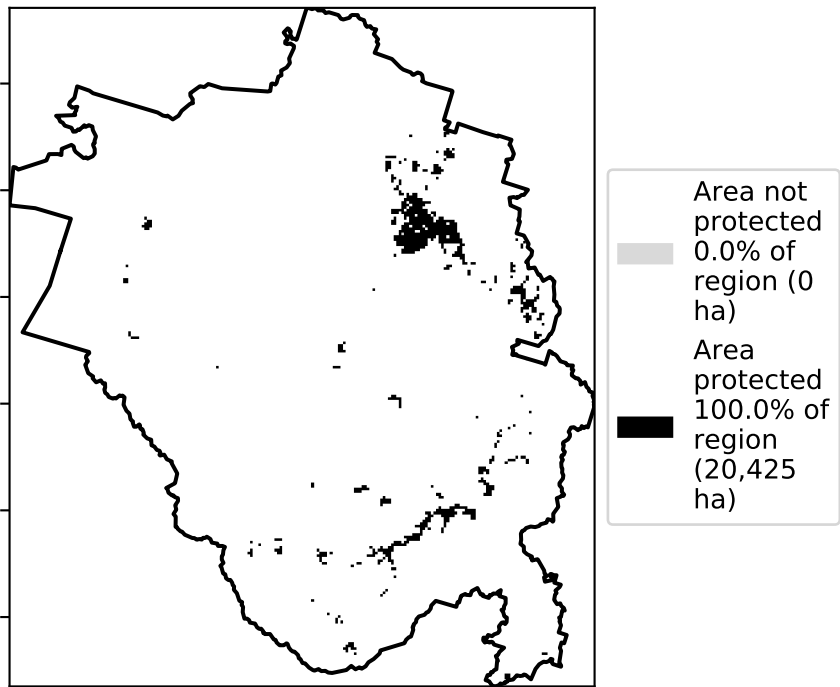 Area not
protected
0.0% of
region (0
ha)
Area
protected
100.0% of
region
(20,425
ha)